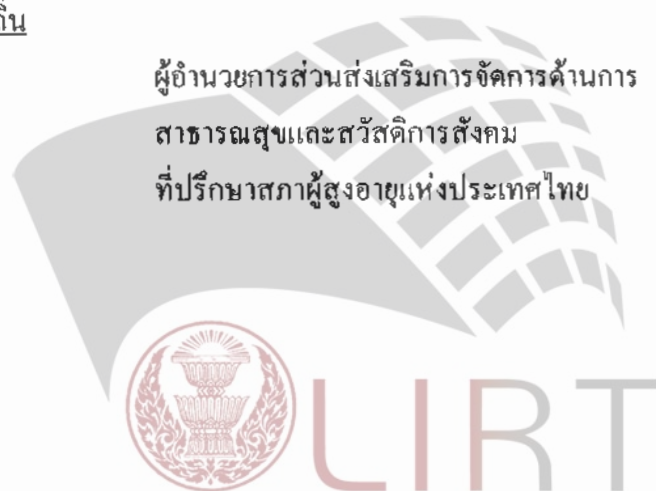 ผู้อำนวยการส่วนส่งเสริมการจัดการด้านการ
สาธารณสุขและสวัสดิการสังคม
ที่ปรึกษาสภาผู้สูงอายุแห่งประเทศไทย
LIRT